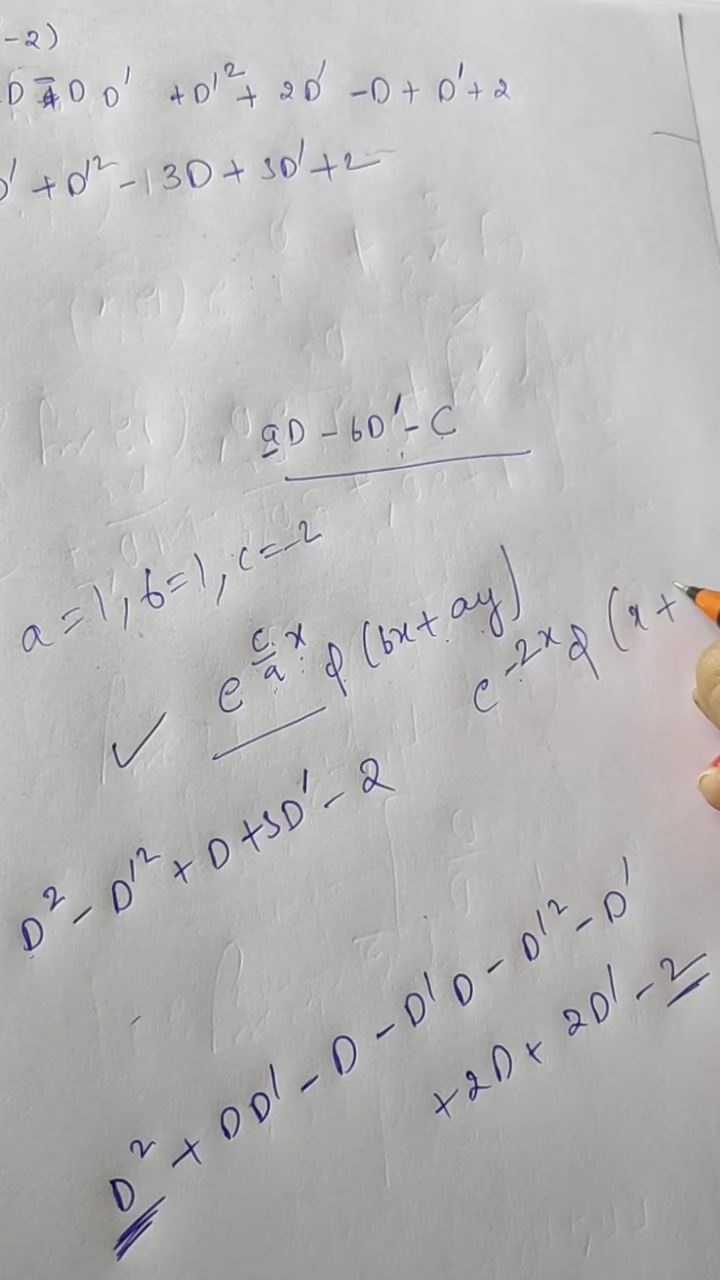 -2)
D - D D' + D'² + 2D' - D + D' + 2
D' + D'² - 3D + 3D' + 2
aD - bD' - C
a = 1, b = 1, c = -2
✓ e^(c/a x) φ (bx + ay)
e^(-2x) φ (x +
D² - D'² + D + 3D' - 2
D² + DD' - D - D'D - D'² - D'
+ 2D + 2D' - 2